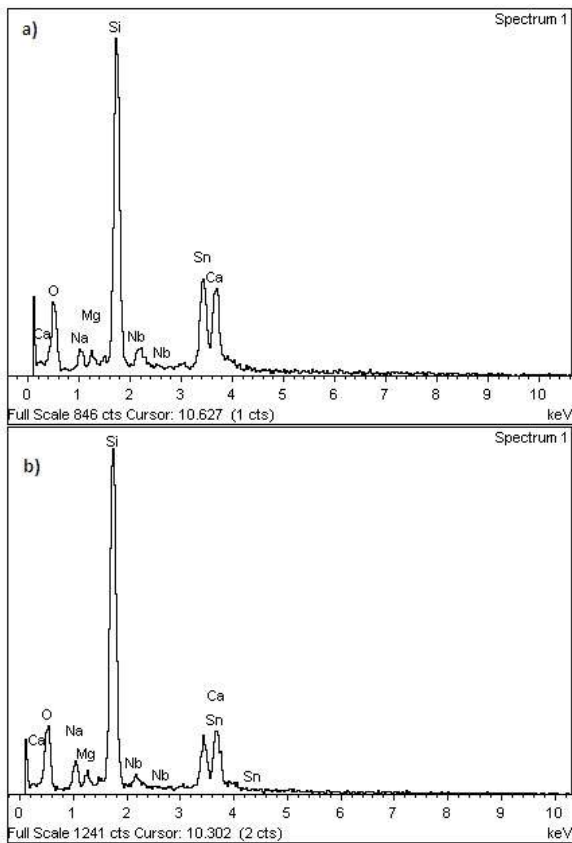 a)
Spectrum 1
Si
Sn
Ca
O
Mg
Ca
Na
Nb
Nb
0 1 2 3 4 5 6 7 8 9 10
Full Scale 846 cts Cursor: 10.627 (1 cts)
keV
b)
Spectrum 1
Si
Ca
O
Na
Sn
Ca
Mg
Nb
Nb
Sn
0 1 2 3 4 5 6 7 8 9 10
Full Scale 1241 cts Cursor: 10.302 (2 cts)
keV